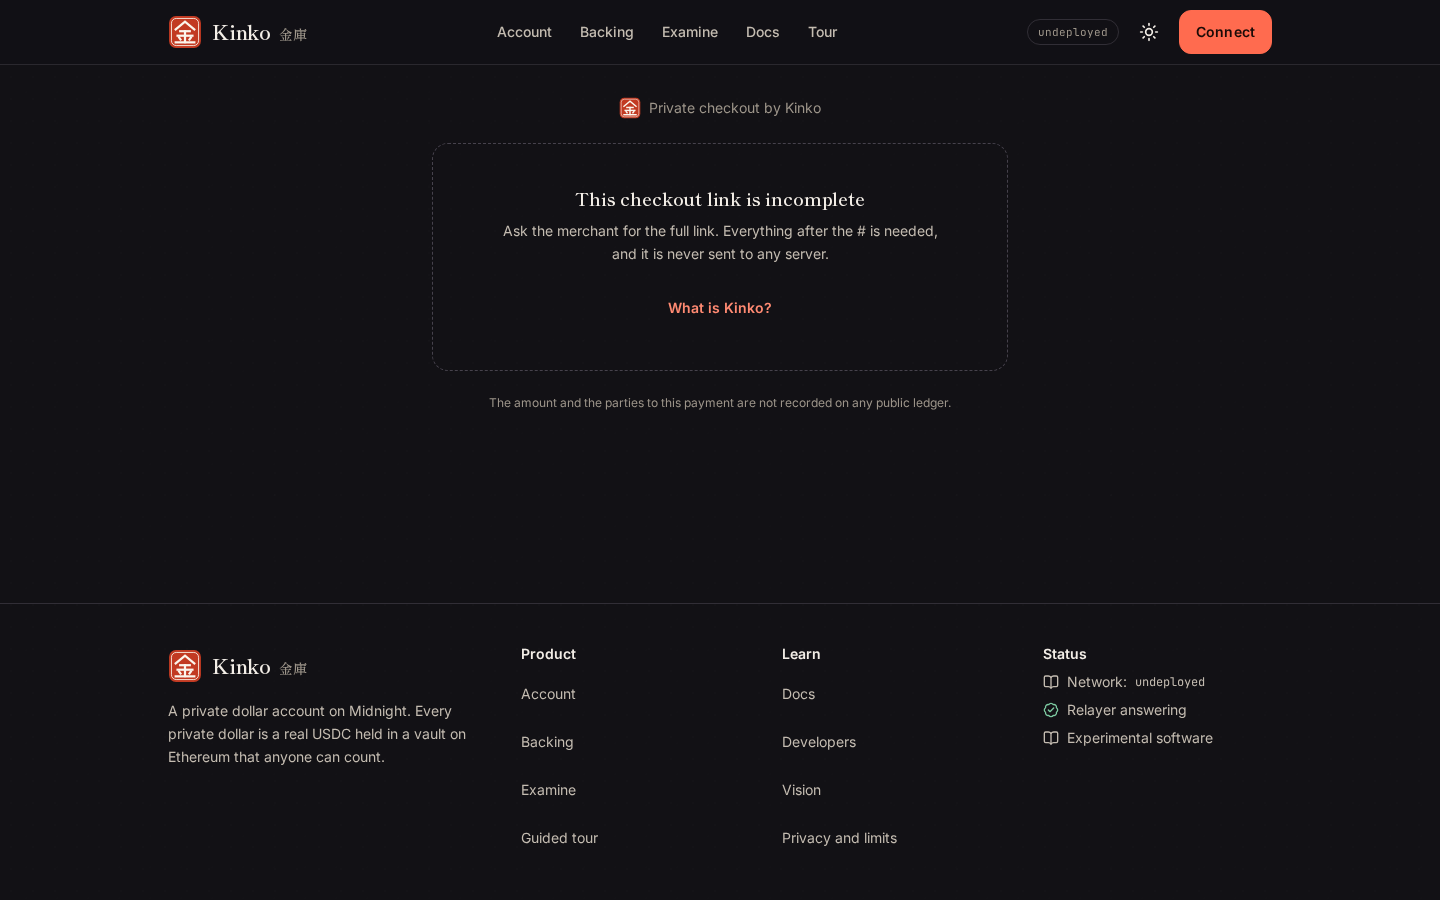 金 Kinko 金庫
Account
Backing
Examine
Docs
Tour
undeployed
Connect
金 Private checkout by Kinko
This checkout link is incomplete
Ask the merchant for the full link. Everything after the # is needed,
and it is never sent to any server.
What is Kinko?
The amount and the parties to this payment are not recorded on any public ledger.
金 Kinko 金庫
A private dollar account on Midnight. Every
private dollar is a real USDC held in a vault on
Ethereum that anyone can count.
Product
Account
Backing
Examine
Guided tour
Learn
Docs
Developers
Vision
Privacy and limits
Status
Network: undeployed
Relayer answering
Experimental software